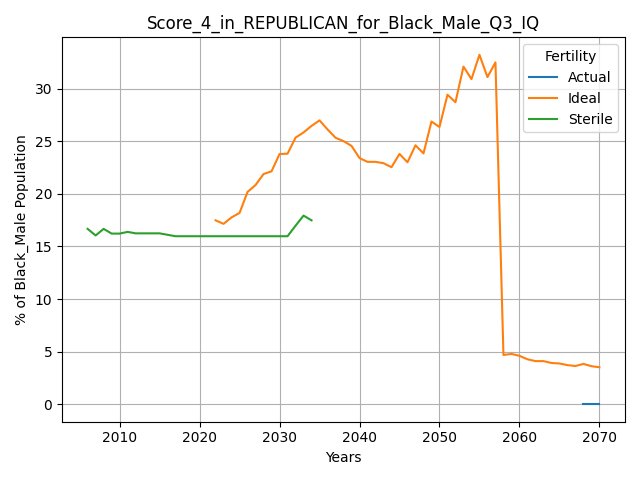 Score_4_in_REPUBLICAN_for_Black_Male_Q3_IQ
Fertility
Actual
Ideal
Sterile
% of Black_Male Population
30
25
20
15
10
5
0
2010 2020 2030 2040 2050 2060 2070
Years